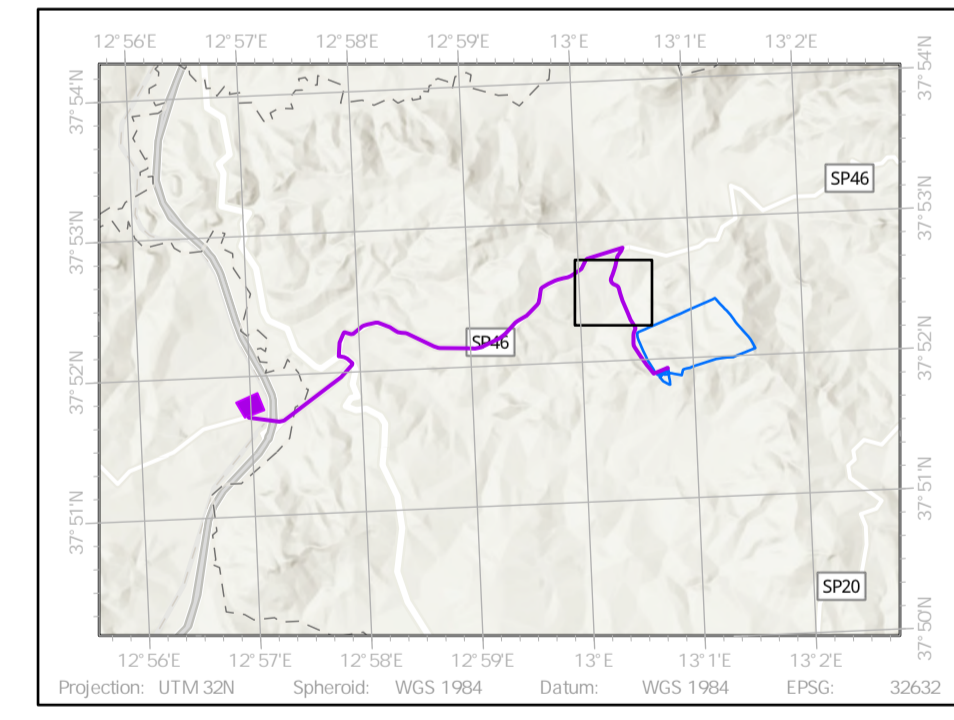 12°56'E 12°57'E 12°58'E 12°59'E 13°E 13°1'E 13°2'E
37°54'N
37°54'N
SP46
37°53'N
37°53'N
SP46
37°52'N
37°52'N
37°51'N
37°51'N
SP20
37°50'N
12°56'E 12°57'E 12°58'E 12°59'E 13°E 13°1'E 13°2'E
Projection: UTM 32N Spheroid: WGS 1984 Datum: WGS 1984 EPSG: 32632